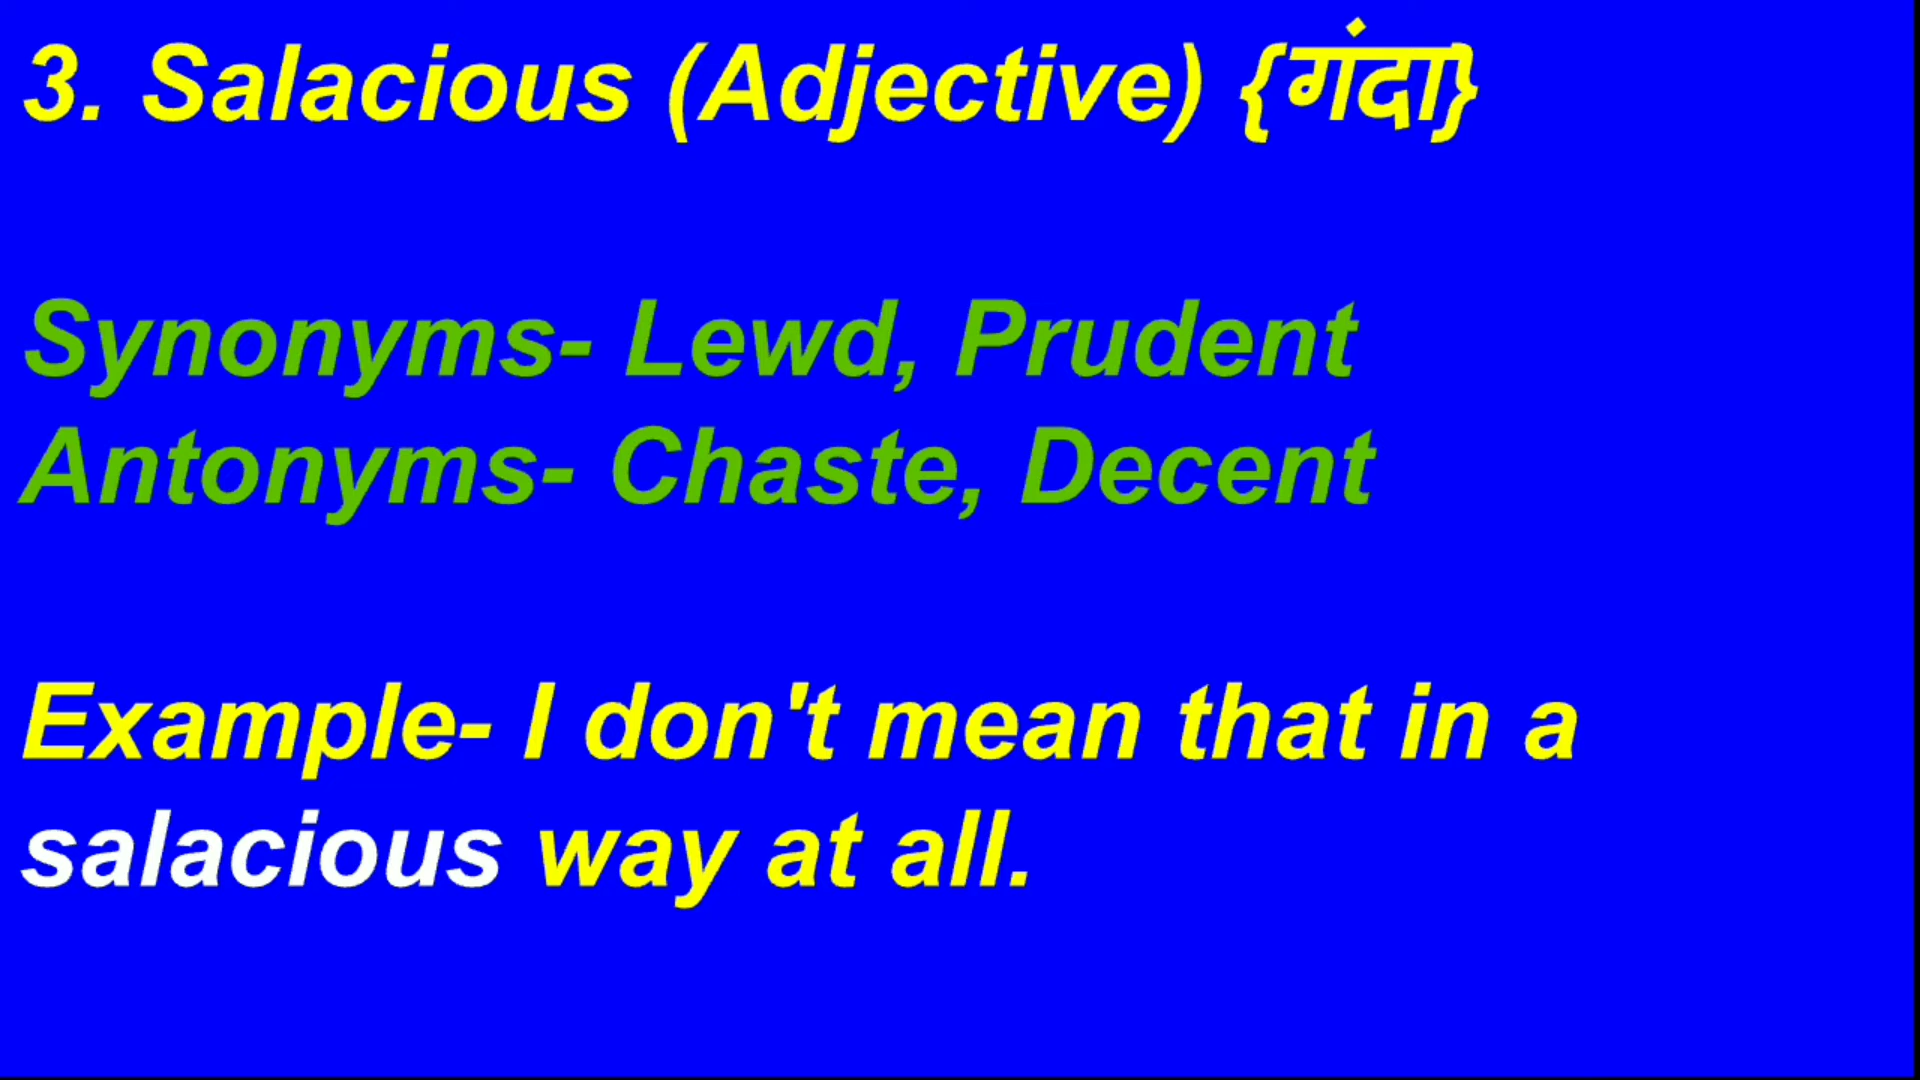 3. Salacious (Adjective) {गंदा}
Synonyms- Lewd, Prudent
Antonyms- Chaste, Decent
Example- I don't mean that in a
salacious way at all.